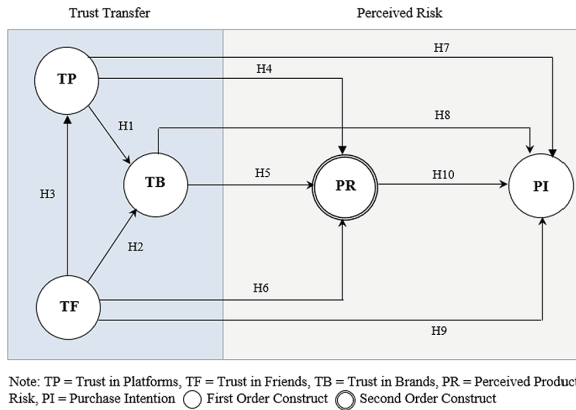 Trust Transfer
Perceived Risk
H7
TP
H4
H1
H8
TB
H5
PR
H10
PI
H3
H2
TF
H6
H9
Note: TP = Trust in Platforms, TF = Trust in Friends, TB = Trust in Brands, PR = Perceived Product
Risk, PI = Purchase Intention First Order Construct Second Order Construct